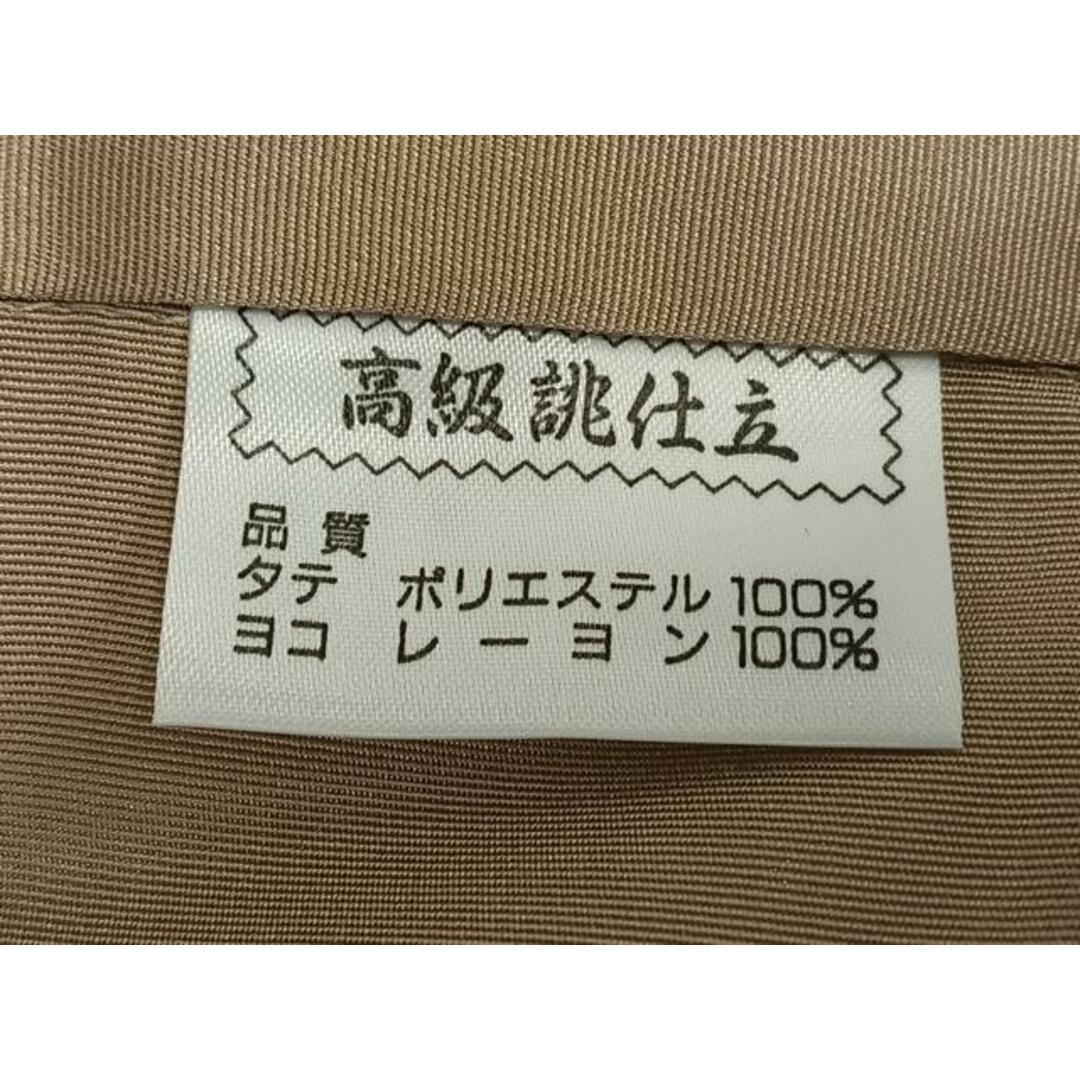 高級誂仕立
品質
タテ ポリエステル 100%
ヨコ レーヨン 100%